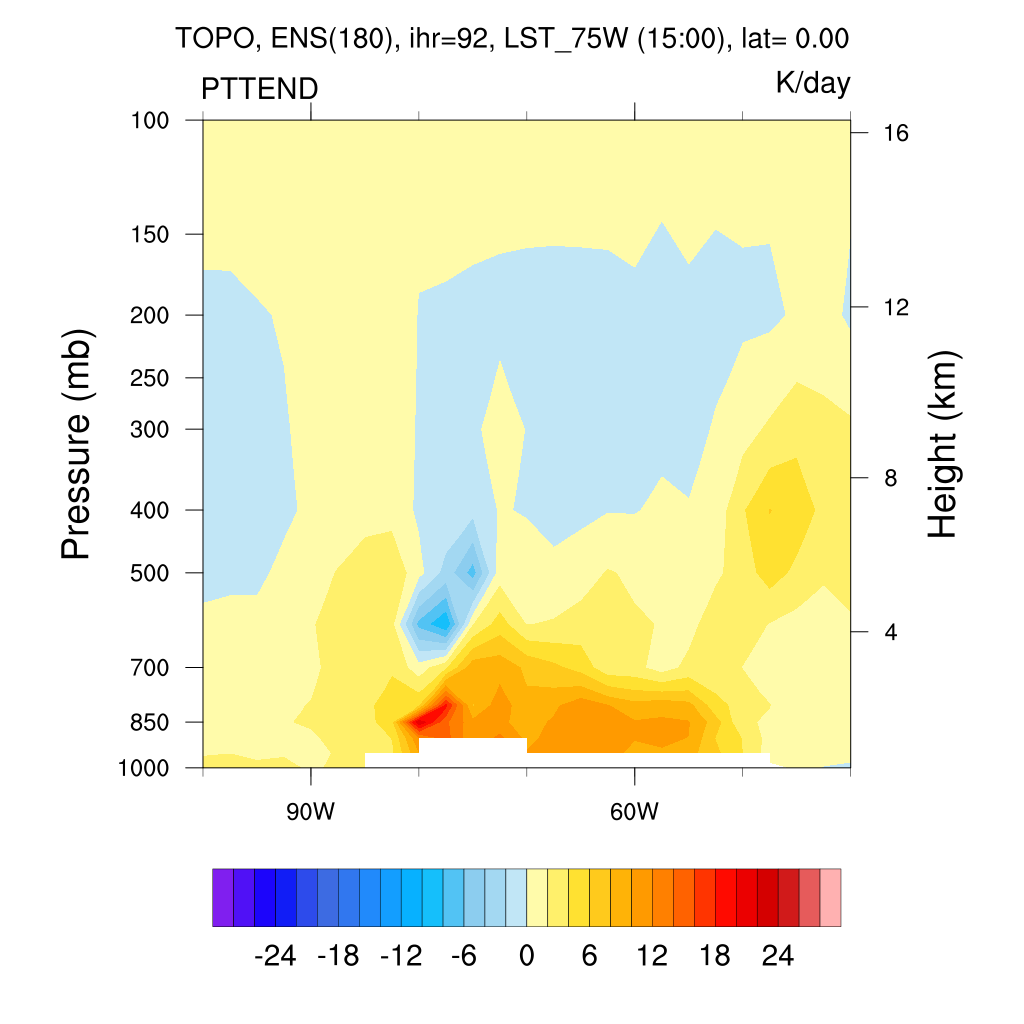 TOPO, ENS(180), ihr=92, LST_75W (15:00), lat= 0.00
PTTEND K/day
100
150
200
250
300
400
500
700
850
1000
Pressure (mb)
16
12
8
4
Height (km)
90W 60W
-24 -18 -12 -6 0 6 12 18 24